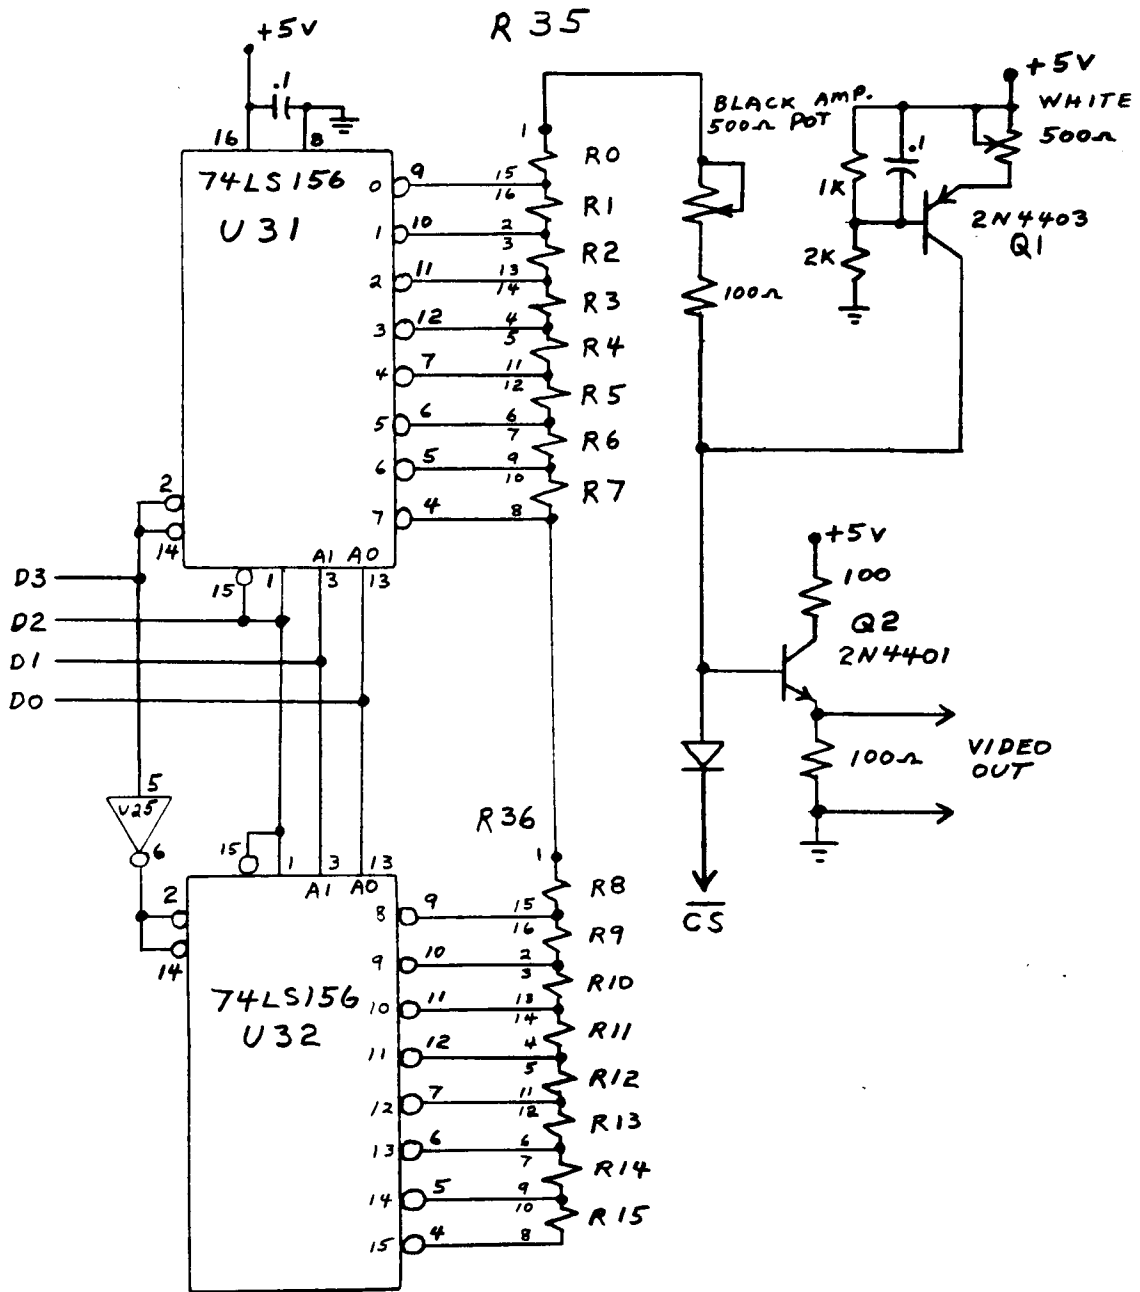 R 35
+5V
.1
16
8
74LS156
U31
0
9
1
10
2
11
3
12
4
7
5
6
6
5
7
4
2
14
15
1
A1
3
A0
13
D3
D2
D1
D0
1
15
16
2
3
13
14
4
5
11
12
6
7
9
10
8
R0
R1
R2
R3
R4
R5
R6
R7
BLACK AMP.
500Ω POT
100Ω
+5V
WHITE
500Ω
.1
1K
2K
2N4403
Q1
+5V
100
Q2
2N4401
100Ω
VIDEO
OUT
C̅S̅
5
U25
6
R36
15
1
3
13
A1
A0
2
14
74LS156
U32
8
9
9
10
10
11
11
12
12
7
13
6
14
5
15
4
1
15
16
2
3
13
14
4
5
11
12
6
7
9
10
8
R8
R9
R10
R11
R12
R13
R14
R15